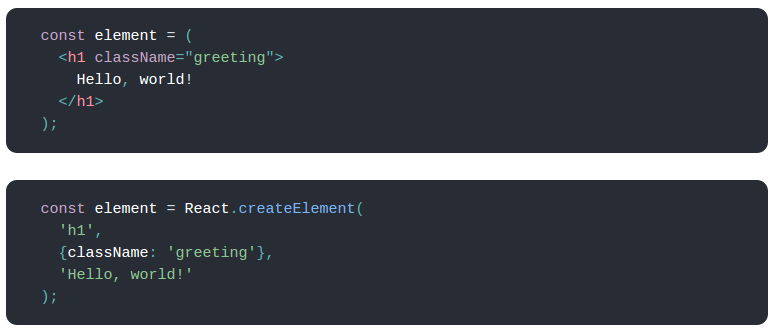 const element = (
<h1 className="greeting">
Hello, world!
</h1>
);
const element = React.createElement(
'h1',
{className: 'greeting'},
'Hello, world!'
);